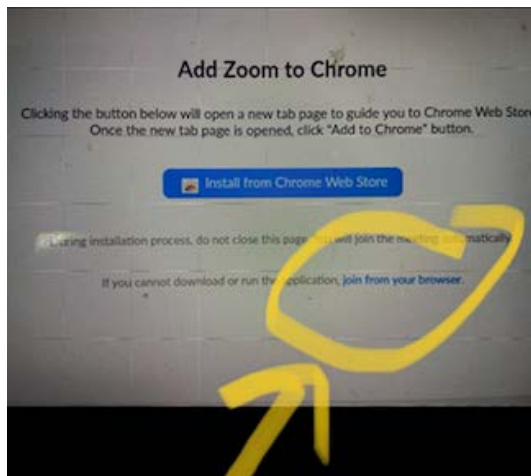 Add Zoom to Chrome
Clicking the button below will open a new tab page to guide you to Chrome Web Store
Once the new tab page is opened, click "Add to Chrome" button.
Install from Chrome Web Store
During installation process, do not close this page. You will join the meeting automatically
If you cannot download or run the application, join from your browser.